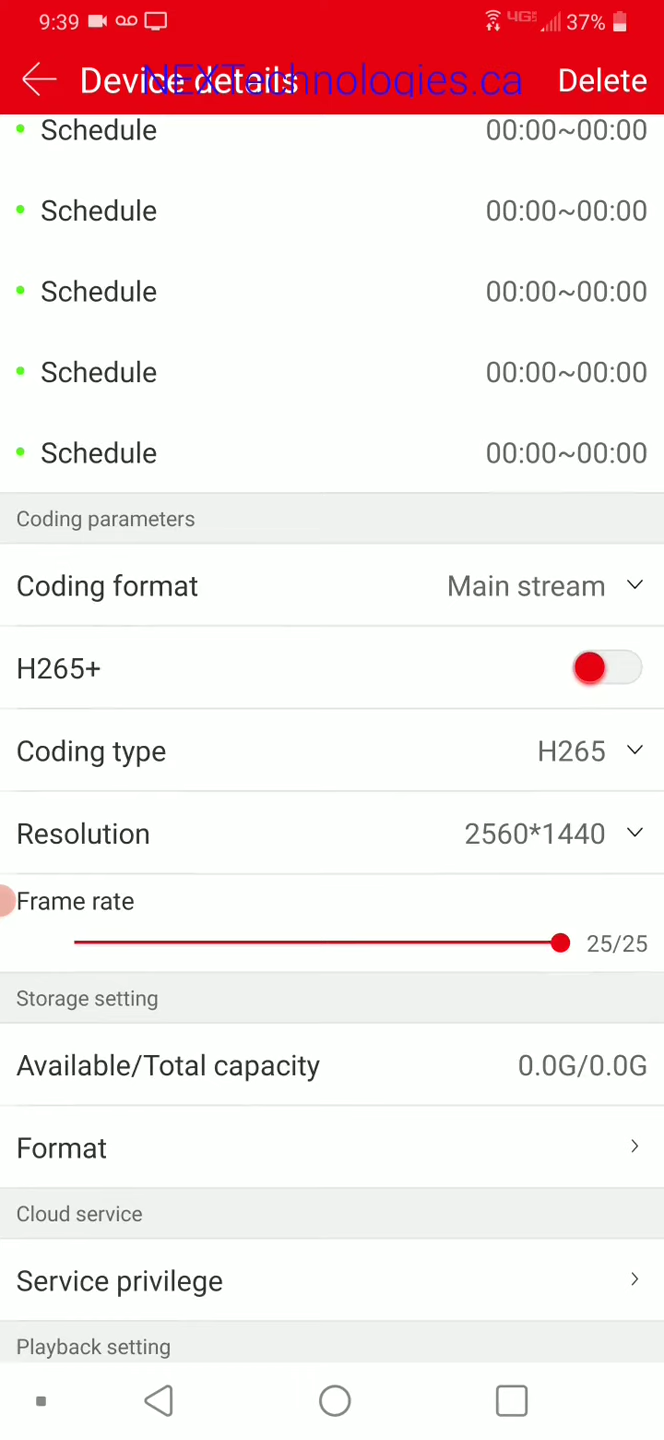 9:39 4GE 37%
Device details NEXTechnologies.ca Delete
Schedule 00:00~00:00
Schedule 00:00~00:00
Schedule 00:00~00:00
Schedule 00:00~00:00
Schedule 00:00~00:00
Coding parameters
Coding format Main stream
H265+
Coding type H265
Resolution 2560*1440
Frame rate
25/25
Storage setting
Available/Total capacity 0.0G/0.0G
Format
Cloud service
Service privilege
Playback setting